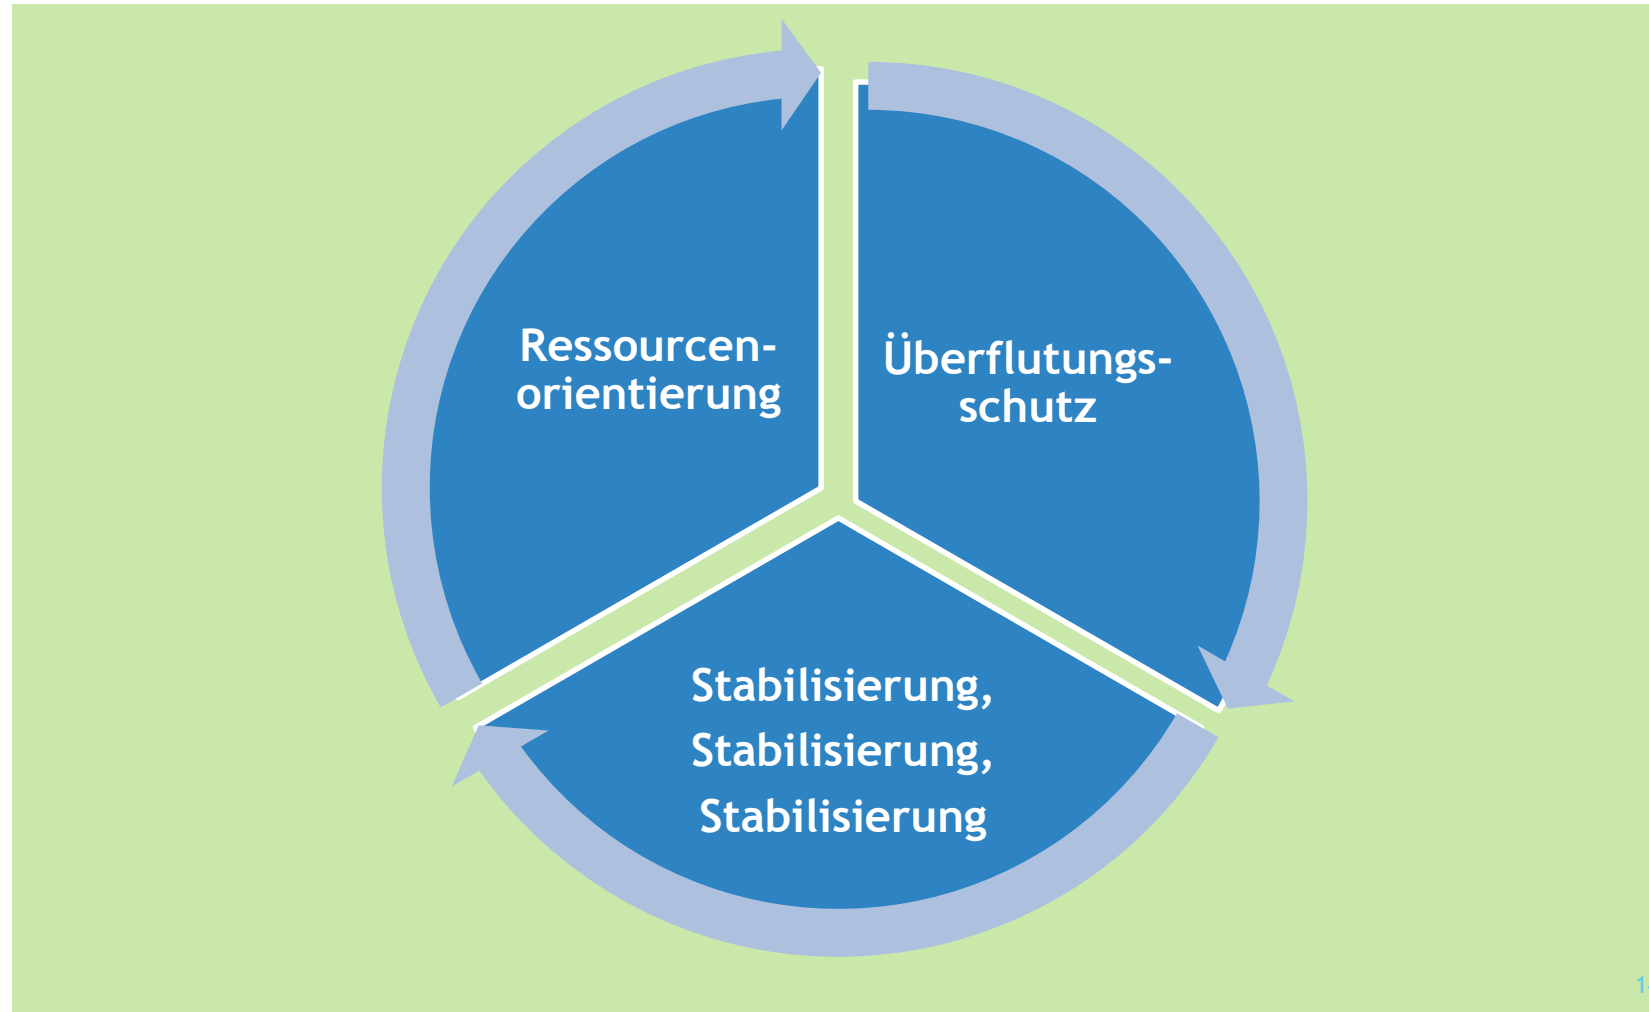 Ressourcen-
orientierung
Überflutungs-
schutz
Stabilisierung,
Stabilisierung,
Stabilisierung